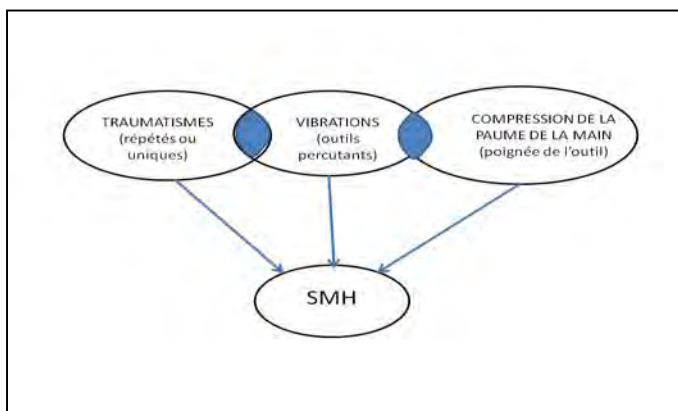 TRAUMATISMES
(répétés ou
uniques)
VIBRATIONS
(outils
percutants)
COMPRESSION DE LA
PAUME DE LA MAIN
(poignée de l'outil)
SMH